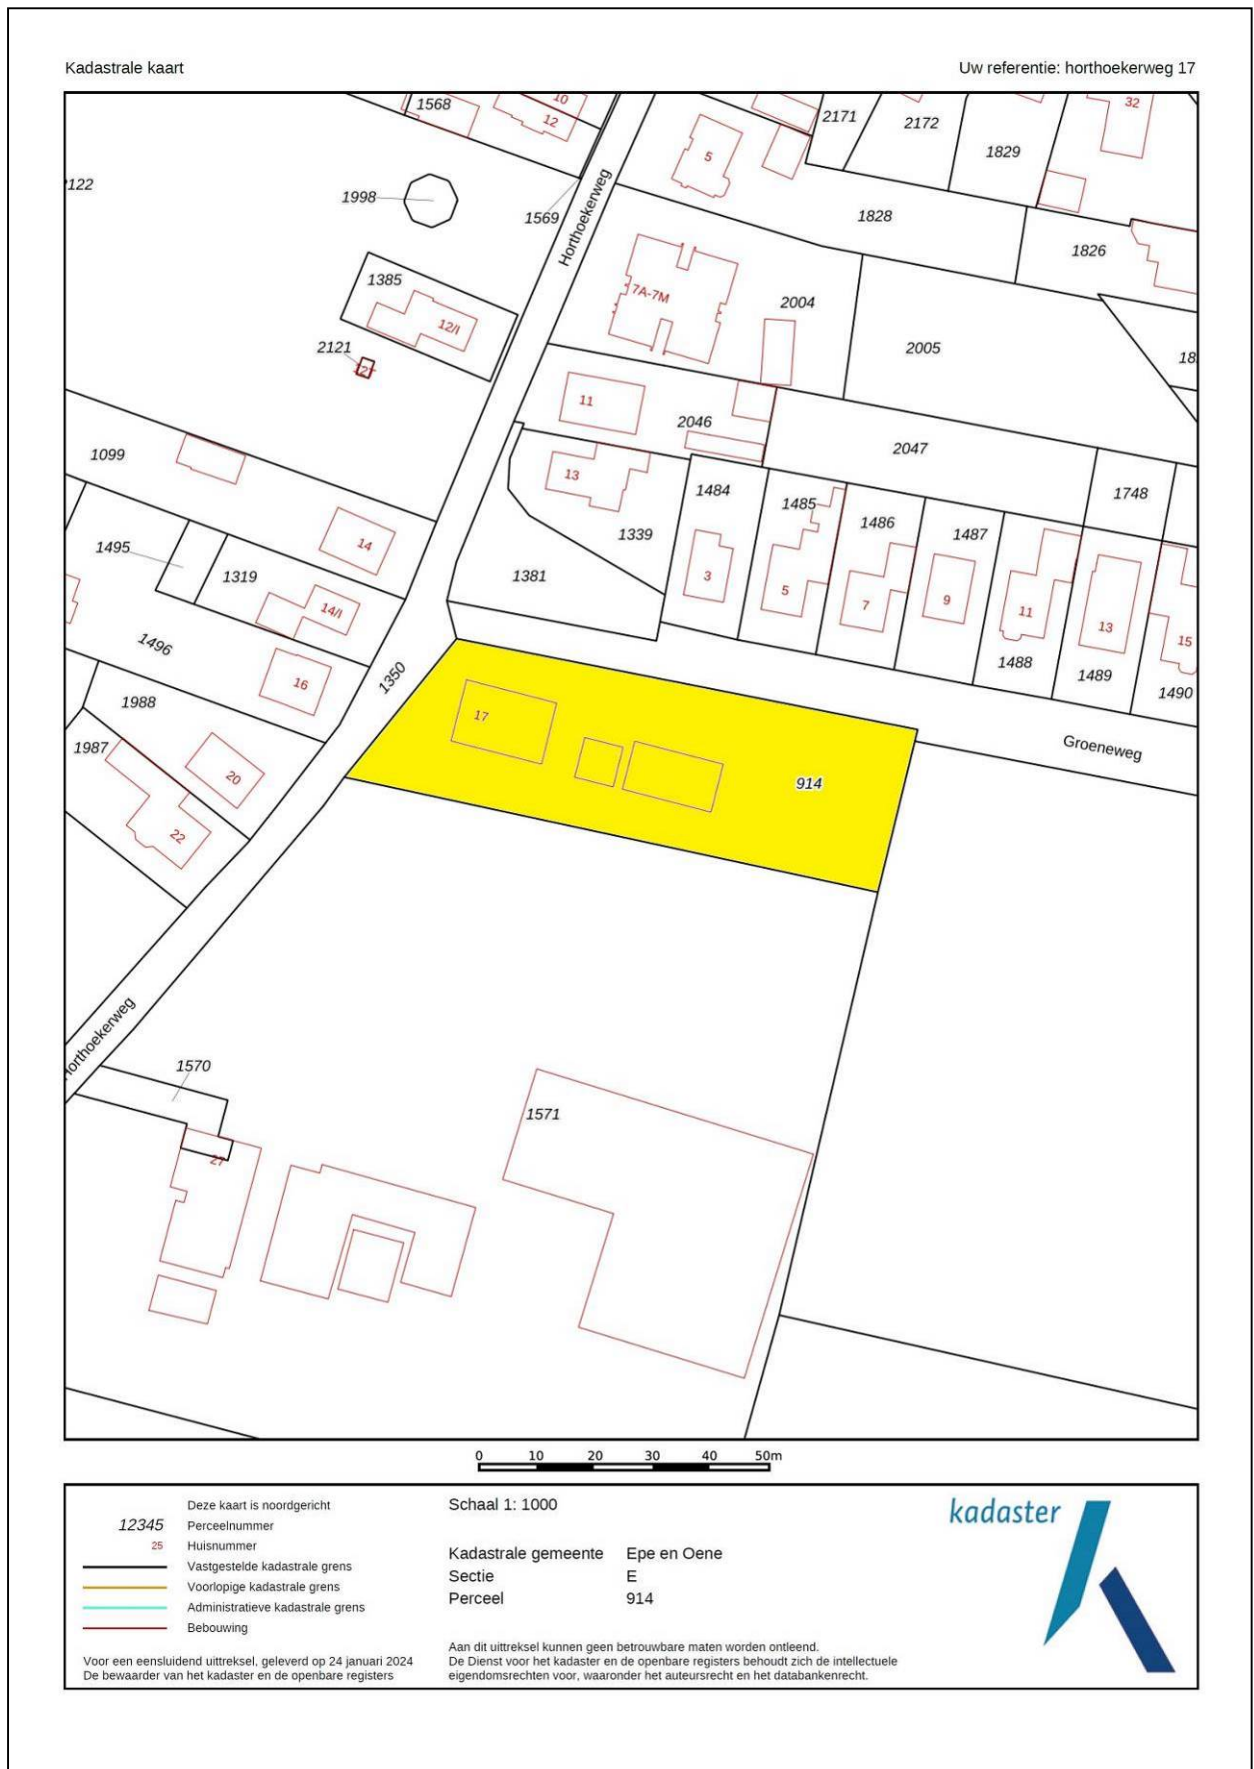 Kadastrale kaart
Uw referentie: horthoekerweg 17
1568
10
12
2171
2172
32
1829
5
1998
1569
Horthoekerweg
1828
1826
1385
12/I
7A-7M
2004
2005
2121
11
2046
2047
1099
13
1484
1485
1486
1487
1748
14
1339
1495
1319
14/I
1381
3
5
7
9
11
13
15
1496
16
1350
1488
1489
1490
1988
17
1987
20
914
Groeneweg
22
1570
1571
27
0 10 20 30 40 50m
Deze kaart is noordgericht
12345 Perceelnummer
25 Huisnummer
Vastgestelde kadastrale grens
Voorlopige kadastrale grens
Administratieve kadastrale grens
Bebouwing
Voor een eensluidend uittreksel, geleverd op 24 januari 2024
De bewaarder van het kadaster en de openbare registers
Schaal 1: 1000
Kadastrale gemeente Epe en Oene
Sectie E
Perceel 914
Aan dit uittreksel kunnen geen betrouwbare maten worden ontleend.
De Dienst voor het kadaster en de openbare registers behoudt zich de intellectuele
eigendomsrechten voor, waaronder het auteursrecht en het databankenrecht.
kadaster